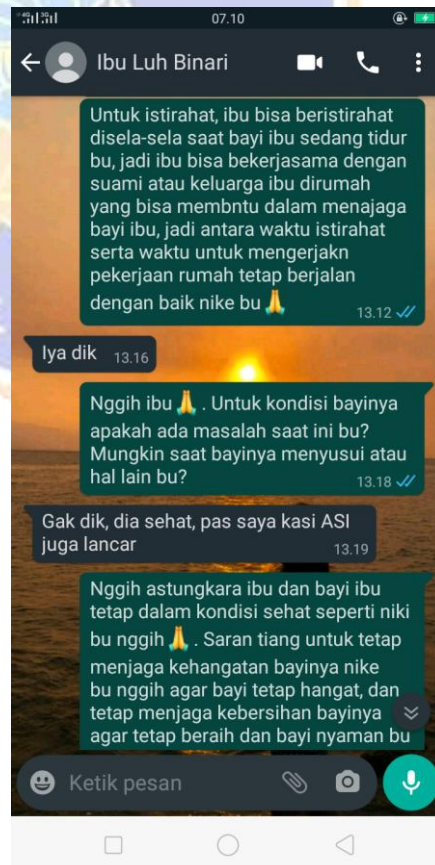 4G 3G
07.10
Ibu Luh Binari
Untuk istirahat, ibu bisa beristirahat
disela-sela saat bayi ibu sedang tidur
bu, jadi ibu bisa bekerjasama dengan
suami atau keluarga ibu dirumah
yang bisa membntu dalam menajaga
bayi ibu, jadi antara waktu istirahat
serta waktu untuk mengerjakn
pekerjaan rumah tetap berjalan
dengan baik nike bu 🙏
13.12
Iya dik 13.16
Nggih ibu 🙏 . Untuk kondisi bayinya
apakah ada masalah saat ini bu?
Mungkin saat bayinya menyusui atau
hal lain bu?
13.18
Gak dik, dia sehat, pas saya kasi ASI
juga lancar
13.19
Nggih astungkara ibu dan bayi ibu
tetap dalam kondisi sehat seperti niki
bu nggih 🙏 . Saran tiang untuk tetap
menjaga kehangatan bayinya nike
bu nggih agar bayi tetap hangat, dan
tetap menjaga kebersihan bayinya
agar tetap beraih dan bayi nyaman bu
Ketik pesan